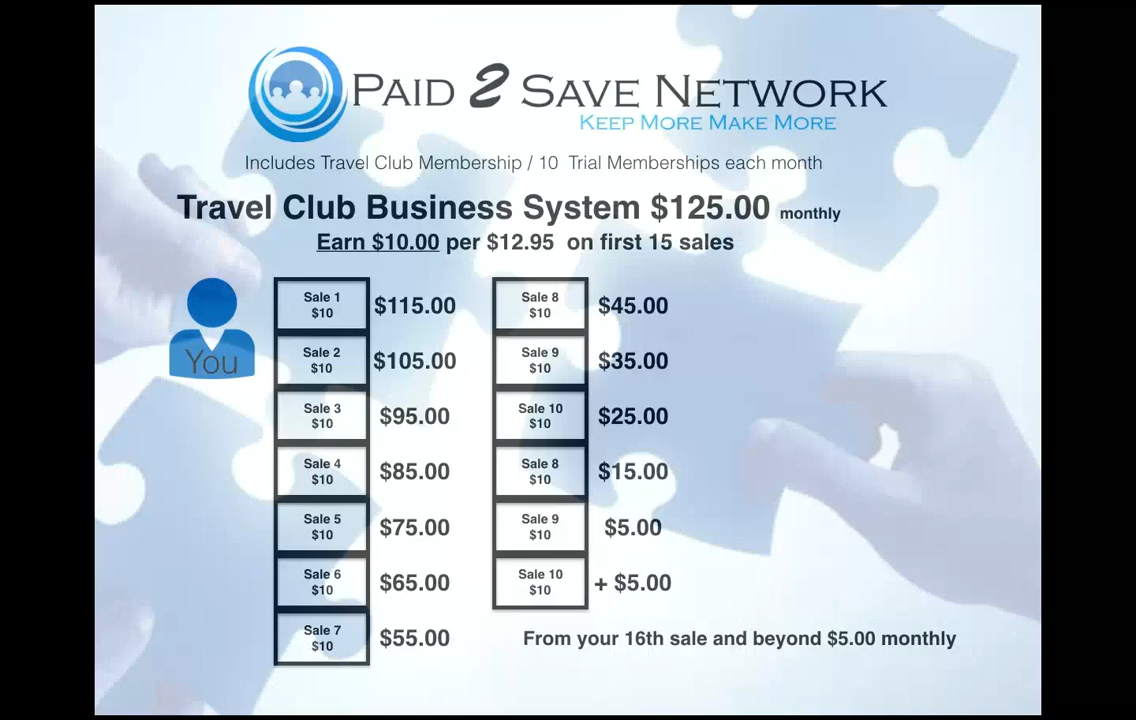 PAID 2 SAVE NETWORK
KEEP MORE MAKE MORE
Includes Travel Club Membership / 10 Trial Memberships each month
Travel Club Business System $125.00 monthly
Earn $10.00 per $12.95 on first 15 sales
You
Sale 1
$10
$115.00
Sale 2
$10
$105.00
Sale 3
$10
$95.00
Sale 4
$10
$85.00
Sale 5
$10
$75.00
Sale 6
$10
$65.00
Sale 7
$10
$55.00
Sale 8
$10
$45.00
Sale 9
$10
$35.00
Sale 10
$10
$25.00
Sale 8
$10
$15.00
Sale 9
$10
$5.00
Sale 10
$10
+ $5.00
From your 16th sale and beyond $5.00 monthly